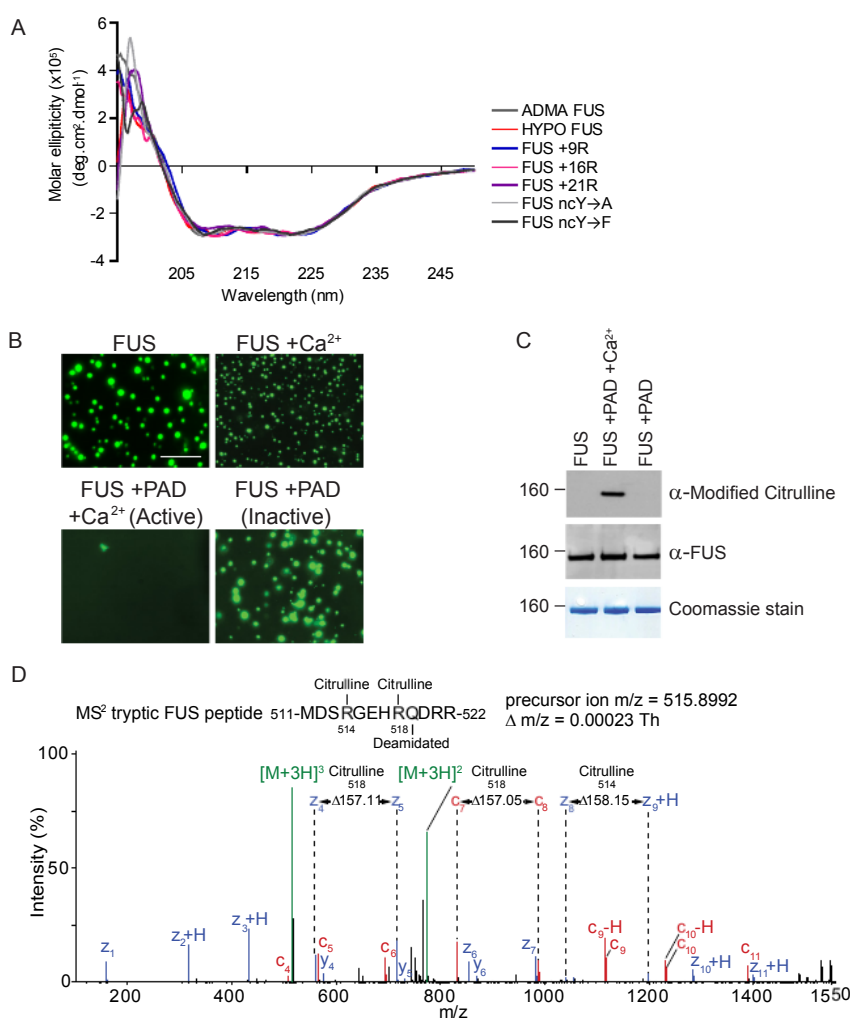 A
Molar ellipiticity (x10⁵)
(deg.cm².dmol⁻¹)
6
4
2
0
-2
-4
205 215 225 235 245
Wavelength (nm)
ADMA FUS
HYPO FUS
FUS +9R
FUS +16R
FUS +21R
FUS ncY→A
FUS ncY→F
B
FUS
FUS +Ca²⁺
FUS +PAD
+Ca²⁺ (Active)
FUS +PAD
(Inactive)
C
FUS
FUS +PAD +Ca²⁺
FUS +PAD
160
α-Modified Citrulline
160
α-FUS
160
Coomassie stain
D
Citrulline Citrulline
MS² tryptic FUS peptide 511-MDSRGEHRQDRR-522
514 518
Deamidated
precursor ion m/z = 515.8992
Δ m/z = 0.00023 Th
Intensity (%)
100
50
0
[M+3H]³
Citrulline
518
z₄ Δ157.11 z₅
[M+3H]²
Citrulline
518
c₇ Δ157.05 c₈
Citrulline
514
z₈ Δ158.15 z₉+H
z₁
z₂+H
z₃+H
c₄
c₅
y₄
c₆
y₅
z₆
y₆
z₇
c₉-H
c₉
c₁₀-H
c₁₀
z₁₀+H
c₁₁
z₁₁+H
200 400 600 800 1000 1200 1400 1550
m/z